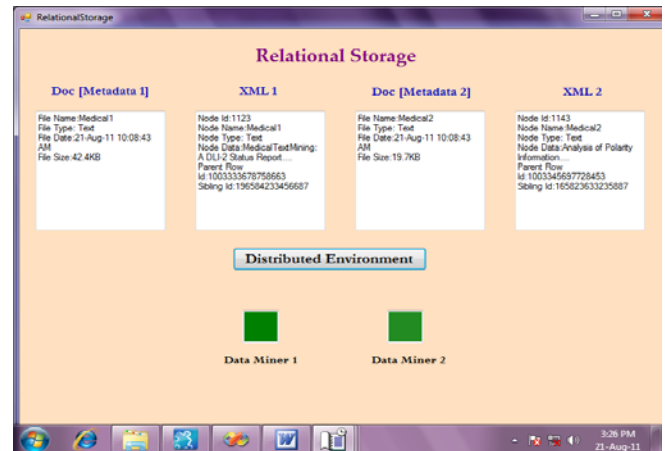 RelationalStorage
Relational Storage
Doc [Metadata 1]
XML 1
Doc [Metadata 2]
XML 2
File Name:Medical1
File Type: Text
File Date:21-Aug-11 10:08:43
AM
File Size:42.4KB
Node Id:1123
Node Name:Medical1
Node Type: Text
Node Data:MedicalTextMining:
A DLI-2 Status Report....
Parent Row
Id:1003333678758663
Sibling Id:196584233456687
File Name:Medical2
File Type: Text
File Date:21-Aug-11 10:08:43
AM
File Size:19.7KB
Node Id:1143
Node Name:Medical2
Node Type: Text
Node Data:Analysis of Polarity
Information....
Parent Row
Id:1003345697728453
Sibling Id:165823633235887
Distributed Environment
Data Miner 1
Data Miner 2
3:26 PM
21-Aug-11